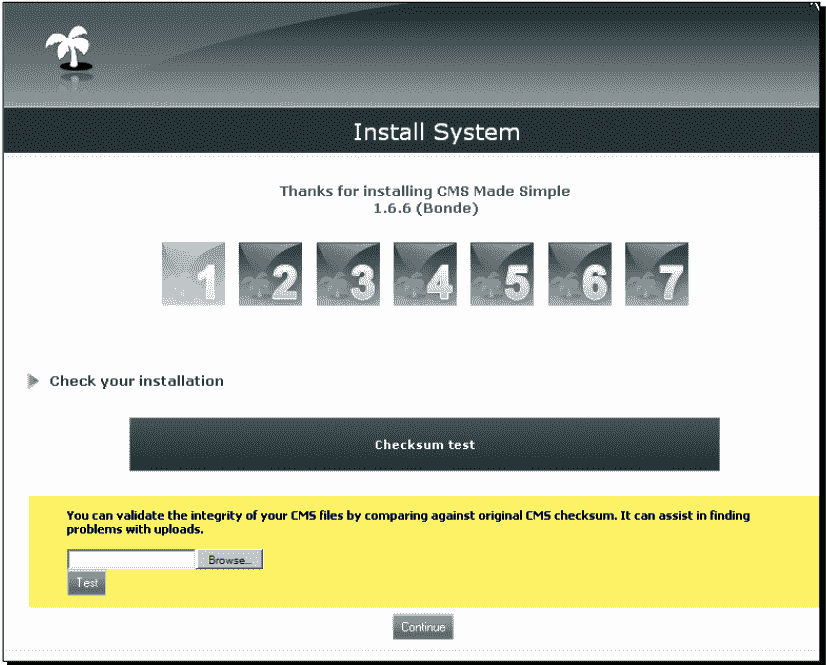 Install System
Thanks for installing CMS Made Simple
1.6.6 (Bonde)
1 2 3 4 5 6 7
Check your installation
Checksum test
You can validate the integrity of your CMS files by comparing against original CMS checksum. It can assist in finding
problems with uploads.
Browse...
Test
Continue